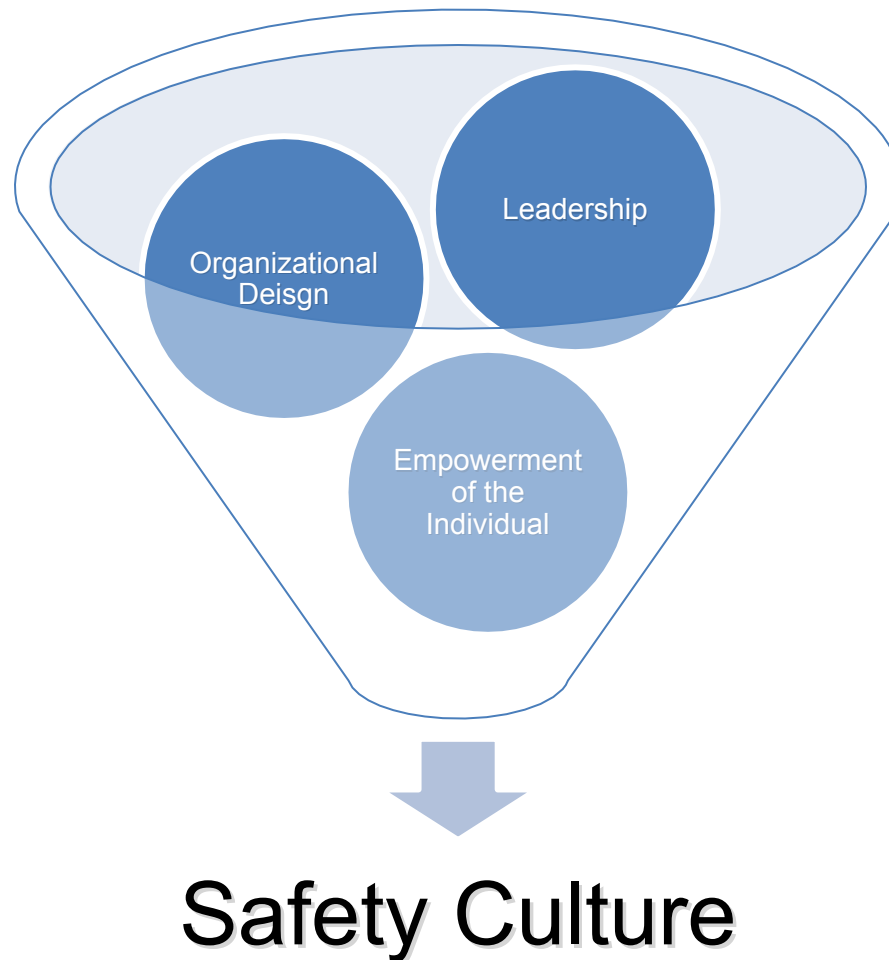 Leadership
Organizational
Deisgn
Empowerment
of the
Individual
Safety Culture